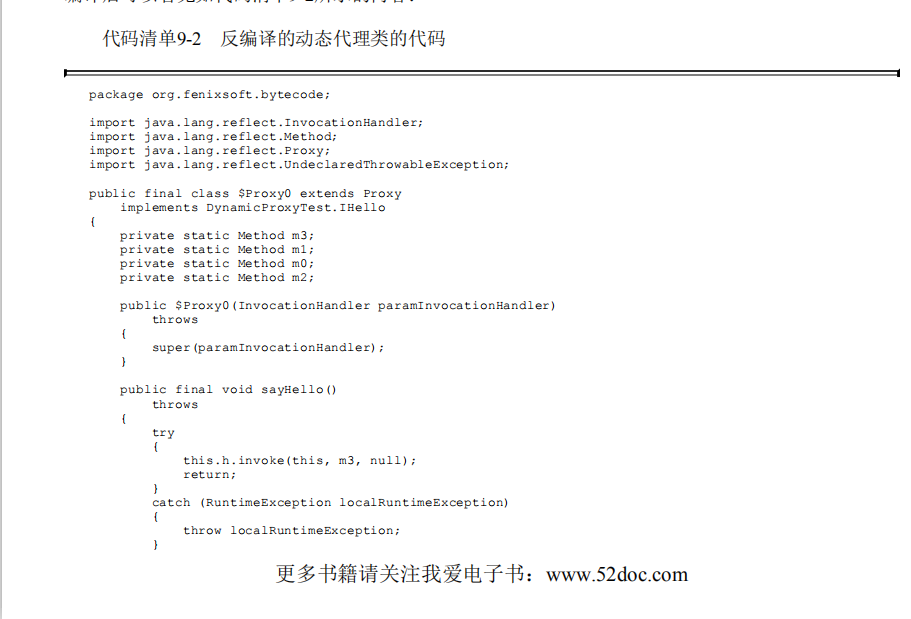 代码清单9-2 反编译的动态代理类的代码
package org.fenixsoft.bytecode;
import java.lang.reflect.InvocationHandler;
import java.lang.reflect.Method;
import java.lang.reflect.Proxy;
import java.lang.reflect.UndeclaredThrowableException;
public final class $Proxy0 extends Proxy
implements DynamicProxyTest.IHello
{
private static Method m3;
private static Method m1;
private static Method m0;
private static Method m2;
public $Proxy0(InvocationHandler paramInvocationHandler)
throws
{
super(paramInvocationHandler);
}
public final void sayHello()
throws
{
try
{
this.h.invoke(this, m3, null);
return;
}
catch (RuntimeException localRuntimeException)
{
throw localRuntimeException;
}
更多书籍请关注我爱电子书：www.52doc.com